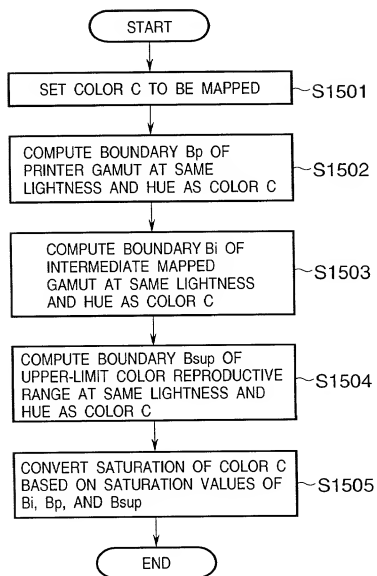 START
SET COLOR C TO BE MAPPED
S1501
COMPUTE BOUNDARY Bp OF
PRINTER GAMUT AT SAME
LIGHTNESS AND HUE AS COLOR C
S1502
COMPUTE BOUNDARY Bi OF
INTERMEDIATE MAPPED
GAMUT AT SAME LIGHTNESS
AND HUE AS COLOR C
S1503
COMPUTE BOUNDARY Bsup OF
UPPER-LIMIT COLOR REPRODUCTIVE
RANGE AT SAME LIGHTNESS AND
HUE AS COLOR C
S1504
CONVERT SATURATION OF COLOR C
BASED ON SATURATION VALUES OF
Bi, Bp, AND Bsup
S1505
END